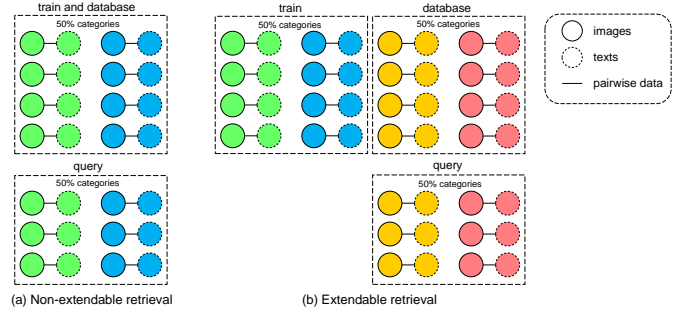 train and database
50% categories
query
50% categories
(a) Non-extendable retrieval
train
50% categories
database
50% categories
query
50% categories
(b) Extendable retrieval
images
texts
pairwise data